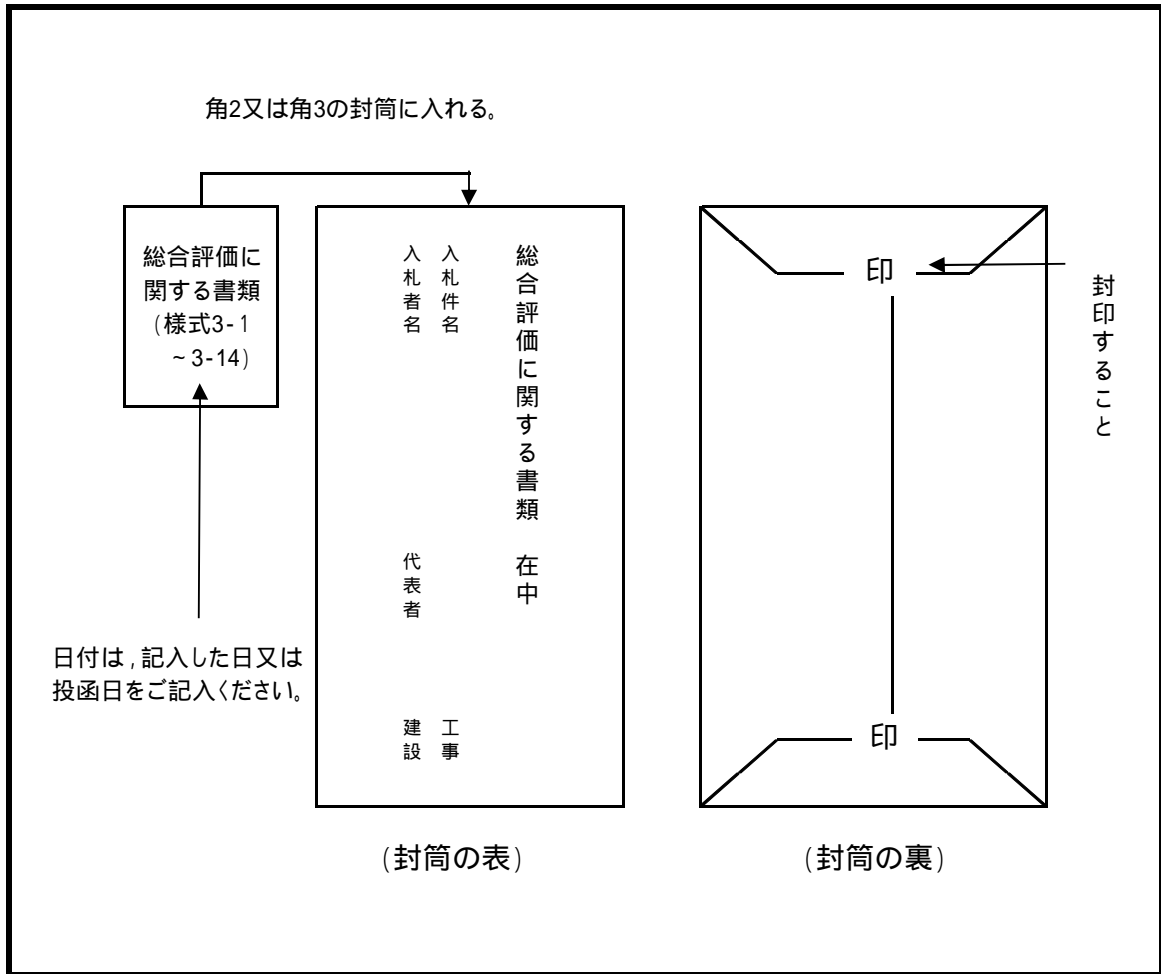 角2又は角3の封筒に入れる。
総合評価に
関する書類
(様式3-1
~3-14)
日付は,記入した日又は
投函日をご記入ください。
総合評価に関する書類 在中
入札件名 工事
入札者名 代表者 建設
(封筒の表)
印
印
封印すること
(封筒の裏)